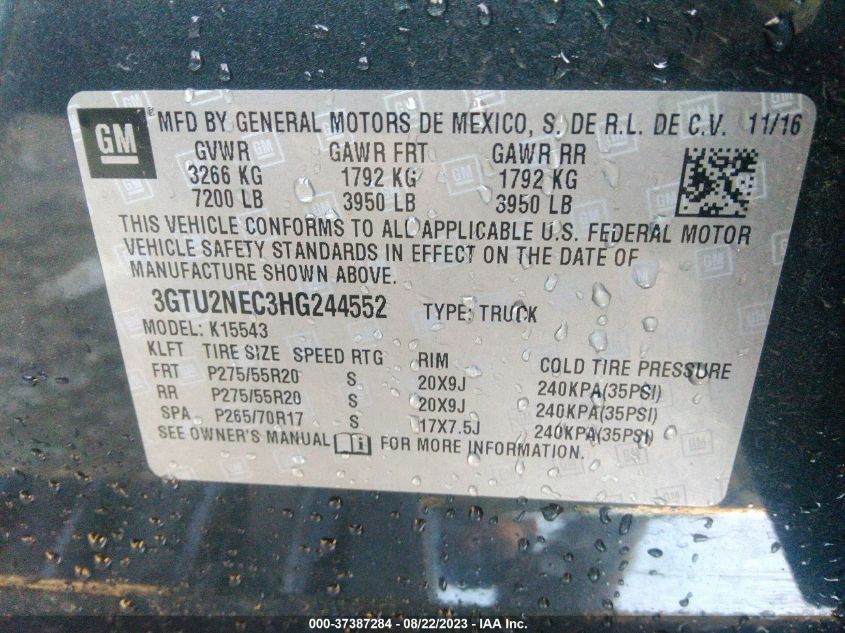 GM ® MFD BY GENERAL MOTORS DE MEXICO, S. DE R.L. DE C.V. 11/16
GVWR GAWR FRT GAWR RR
3266 KG 1792 KG 1792 KG
7200 LB 3950 LB 3950 LB
THIS VEHICLE CONFORMS TO ALL APPLICABLE U.S. FEDERAL MOTOR
VEHICLE SAFETY STANDARDS IN EFFECT ON THE DATE OF
MANUFACTURE SHOWN ABOVE.
3GTU2NEC3HG244552 TYPE: TRUCK
MODEL: K15543
KLFT TIRE SIZE SPEED RTG RIM COLD TIRE PRESSURE
FRT P275/55R20 S 20X9J 240KPA(35PSI)
RR P275/55R20 S 20X9J 240KPA(35PSI)
SPA P265/70R17 S 17X7.5J 240KPA(35PSI)
SEE OWNER'S MANUAL i FOR MORE INFORMATION.
000-37387284 - 08/22/2023 - IAA Inc.